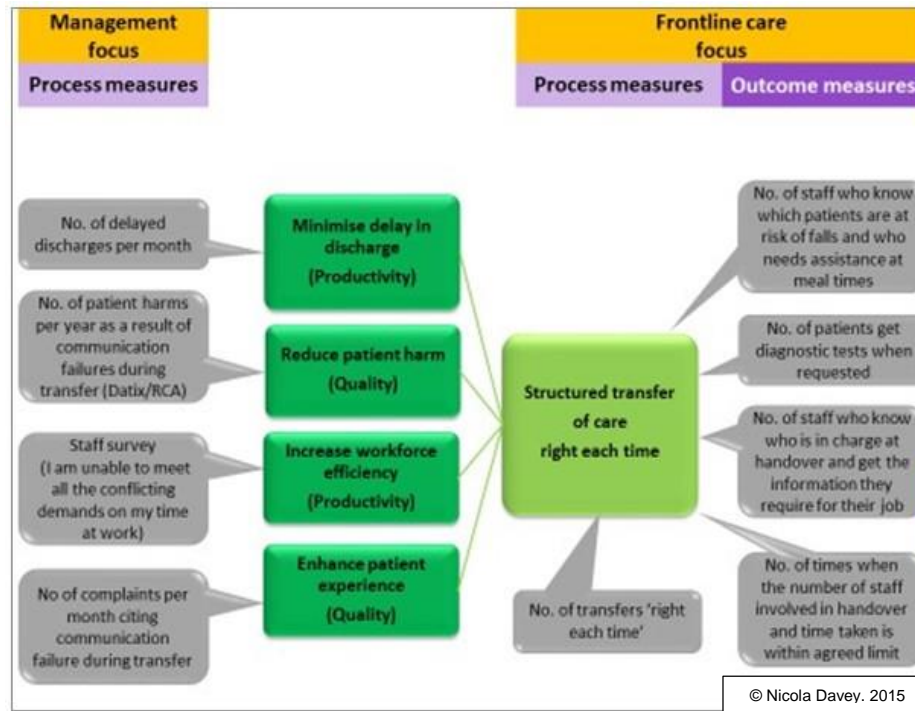 Management
focus
Process measures
Frontline care
focus
Process measures
Outcome measures
No. of delayed
discharges per month
No. of patient harms
per year as a result of
communication
failures during
transfer (Datix/RCA)
Staff survey
(I am unable to meet
all the conflicting
demands on my time
at work)
No of complaints per
month citing
communication
failure during transfer
Minimise delay in
discharge
(Productivity)
Reduce patient harm
(Quality)
Increase workforce
efficiency
(Productivity)
Enhance patient
experience
(Quality)
Structured transfer
of care
right each time
No. of transfers 'right
each time'
No. of staff who know
which patients are at
risk of falls and who
needs assistance at
meal times
No. of patients get
diagnostic tests when
requested
No. of staff who know
who is in charge at
handover and get the
information they
require for their job
No. of times when
the number of staff
involved in handover
and time taken is
within agreed limit
© Nicola Davey. 2015